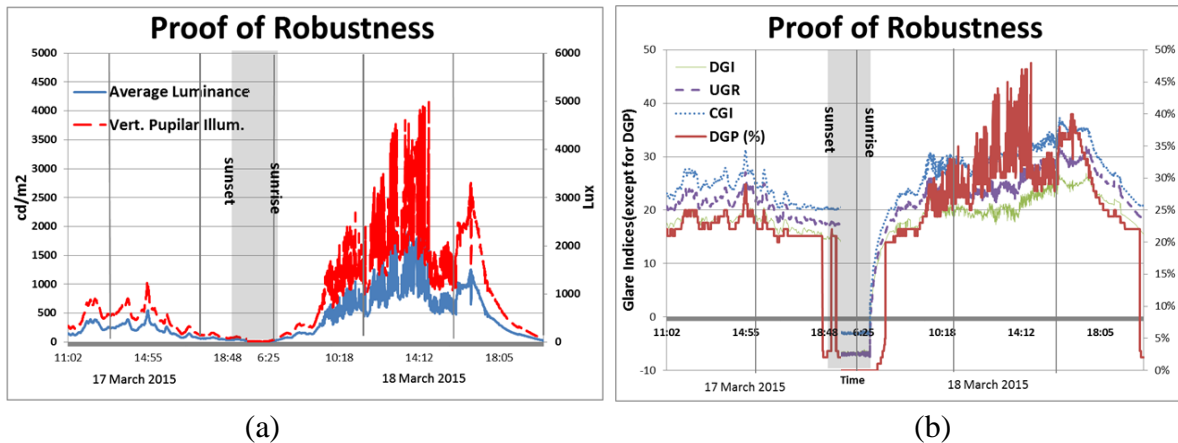 Proof of Robustness
5000
4500
4000
3500
3000
2500
2000
1500
1000
500
0
cd/m2
6000
5000
4000
3000
2000
1000
0
Lux
Average Luminance
Vert. Pupilar Illum.
sunset
sunrise
11:02 14:55 18:48 6:25 10:18 14:12 18:05
17 March 2015 18 March 2015
(a)
Proof of Robustness
50
40
30
20
10
0
-10
Glare Indices(except for DGP)
50%
45%
40%
35%
30%
25%
20%
15%
10%
5%
0%
DGI
UGR
CGI
DGP (%)
sunset
sunrise
11:02 14:55 18:48 6:25 10:18 14:12 18:05
17 March 2015 Time 18 March 2015
(b)